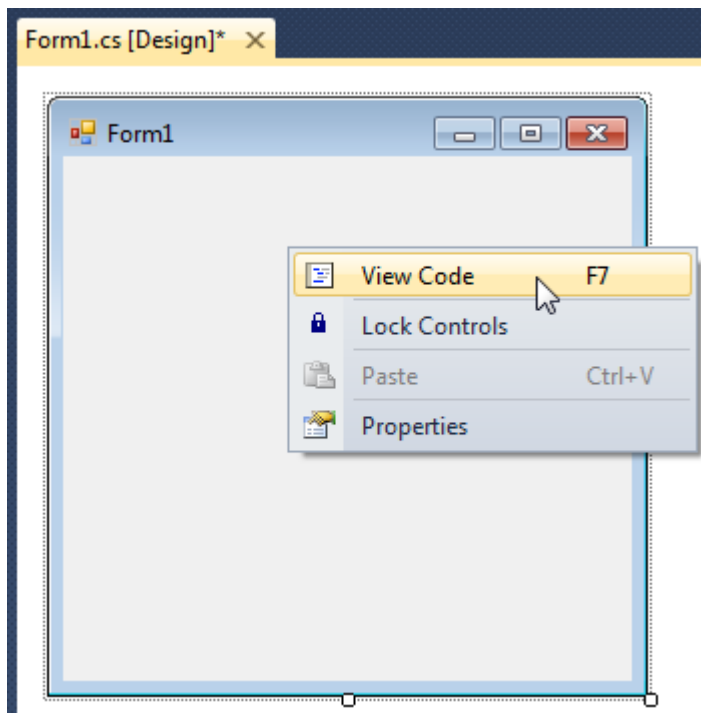 Form1.cs [Design]*
Form1
View Code F7
Lock Controls
Paste Ctrl+V
Properties